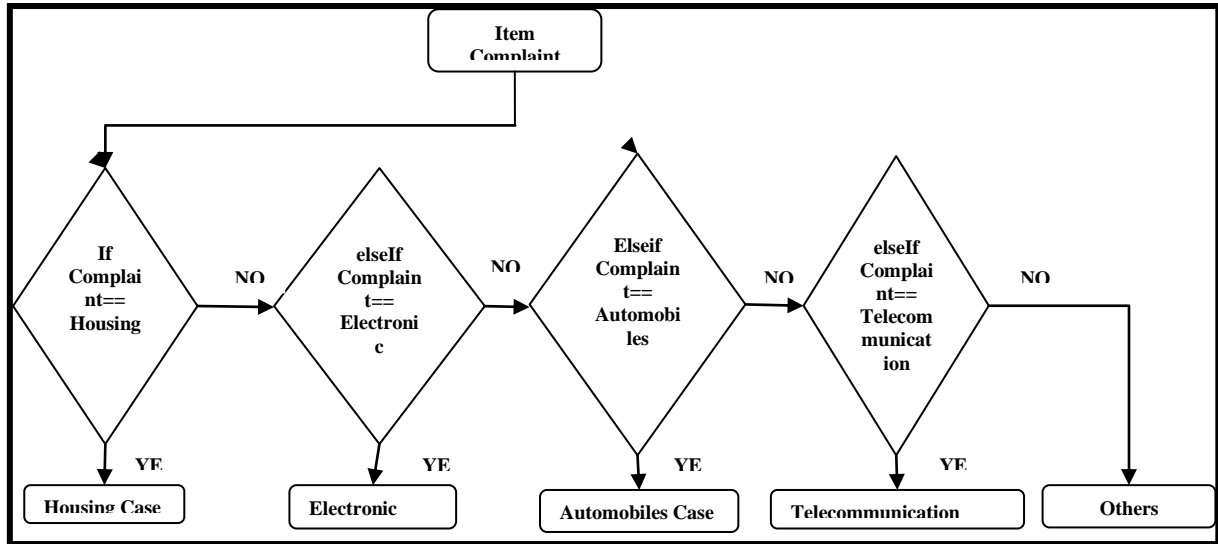 Item
Complaint
If
Complai
nt==
Housing
NO
elseIf
Complain
t==
Electroni
c
NO
Elseif
Complain
t==
Automobi
les
NO
elseIf
Complai
nt==
Telecom
municat
ion
NO
YE
YE
YE
YE
Housing Case
Electronic
Automobiles Case
Telecommunication
Others